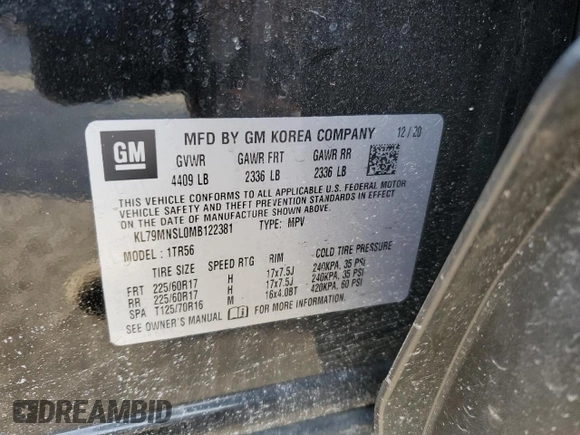 GM
MFD BY GM KOREA COMPANY 12 / 20
GVWR GAWR FRT GAWR RR
4409 LB 2336 LB 2336 LB
THIS VEHICLE CONFORMS TO ALL APPLICABLE U.S. FEDERAL MOTOR
VEHICLE SAFETY AND THEFT PREVENTION STANDARDS IN EFFECT
ON THE DATE OF MANUFACTURE SHOWN ABOVE.
KL79MNSL0MB122381 TYPE: MPV
MODEL : 1TR56
TIRE SIZE SPEED RTG RIM COLD TIRE PRESSURE
FRT 225/60R17 H 17x7.5J 240KPA, 35 PSI
RR 225/60R17 H 17x7.5J 240KPA, 35 PSI
SPA T125/70R16 M 16x4.0BT 420KPA, 60 PSI
SEE OWNER'S MANUAL FOR MORE INFORMATION.
DREAMBID